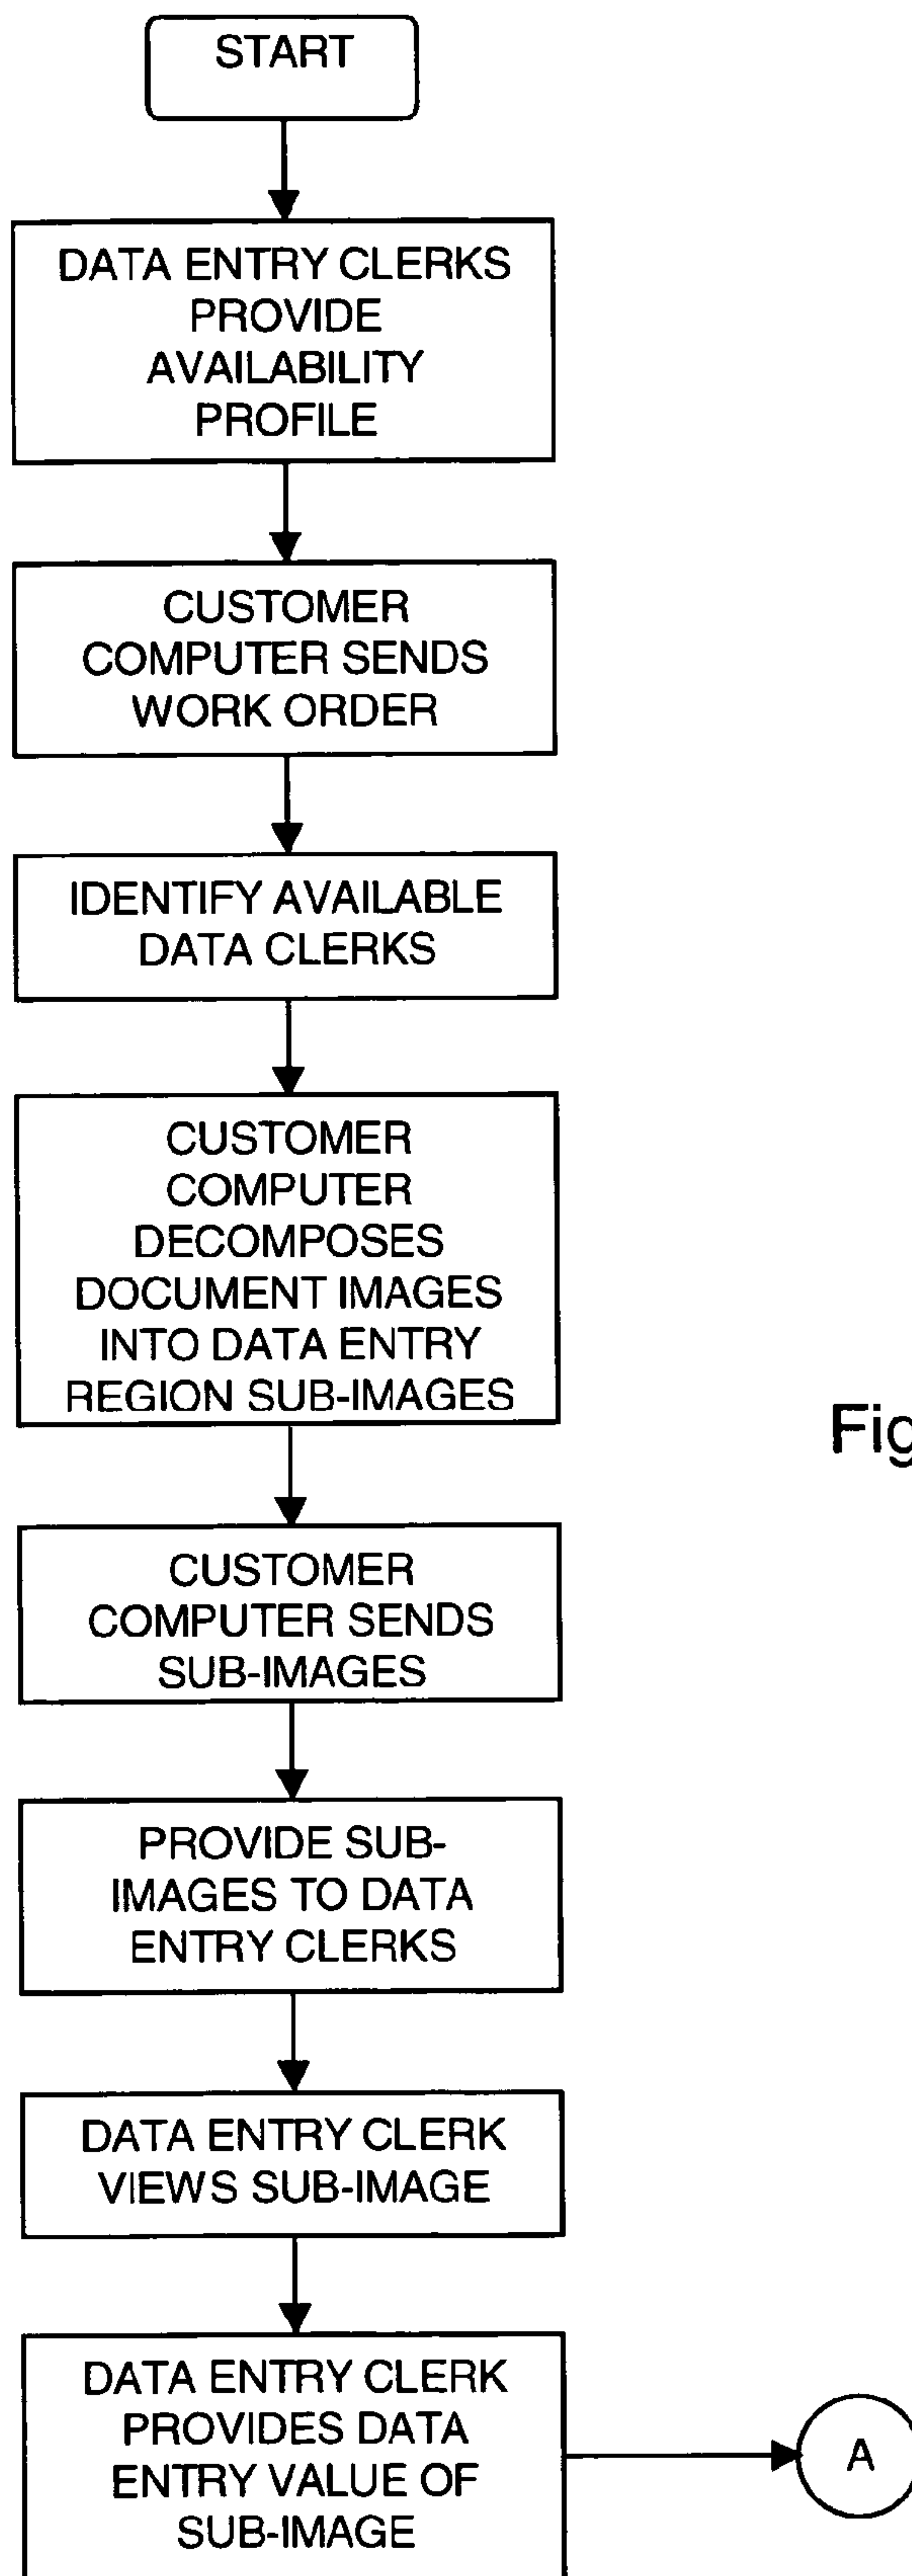 START
DATA ENTRY CLERKS
PROVIDE
AVAILABILITY
PROFILE
CUSTOMER
COMPUTER SENDS
WORK ORDER
IDENTIFY AVAILABLE
DATA CLERKS
CUSTOMER
COMPUTER
DECOMPOSES
DOCUMENT IMAGES
INTO DATA ENTRY
REGION SUB-IMAGES
Fig
CUSTOMER
COMPUTER SENDS
SUB-IMAGES
PROVIDE SUB-
IMAGES TO DATA
ENTRY CLERKS
DATA ENTRY CLERK
VIEWS SUB-IMAGE
DATA ENTRY CLERK
PROVIDES DATA
ENTRY VALUE OF
SUB-IMAGE
A